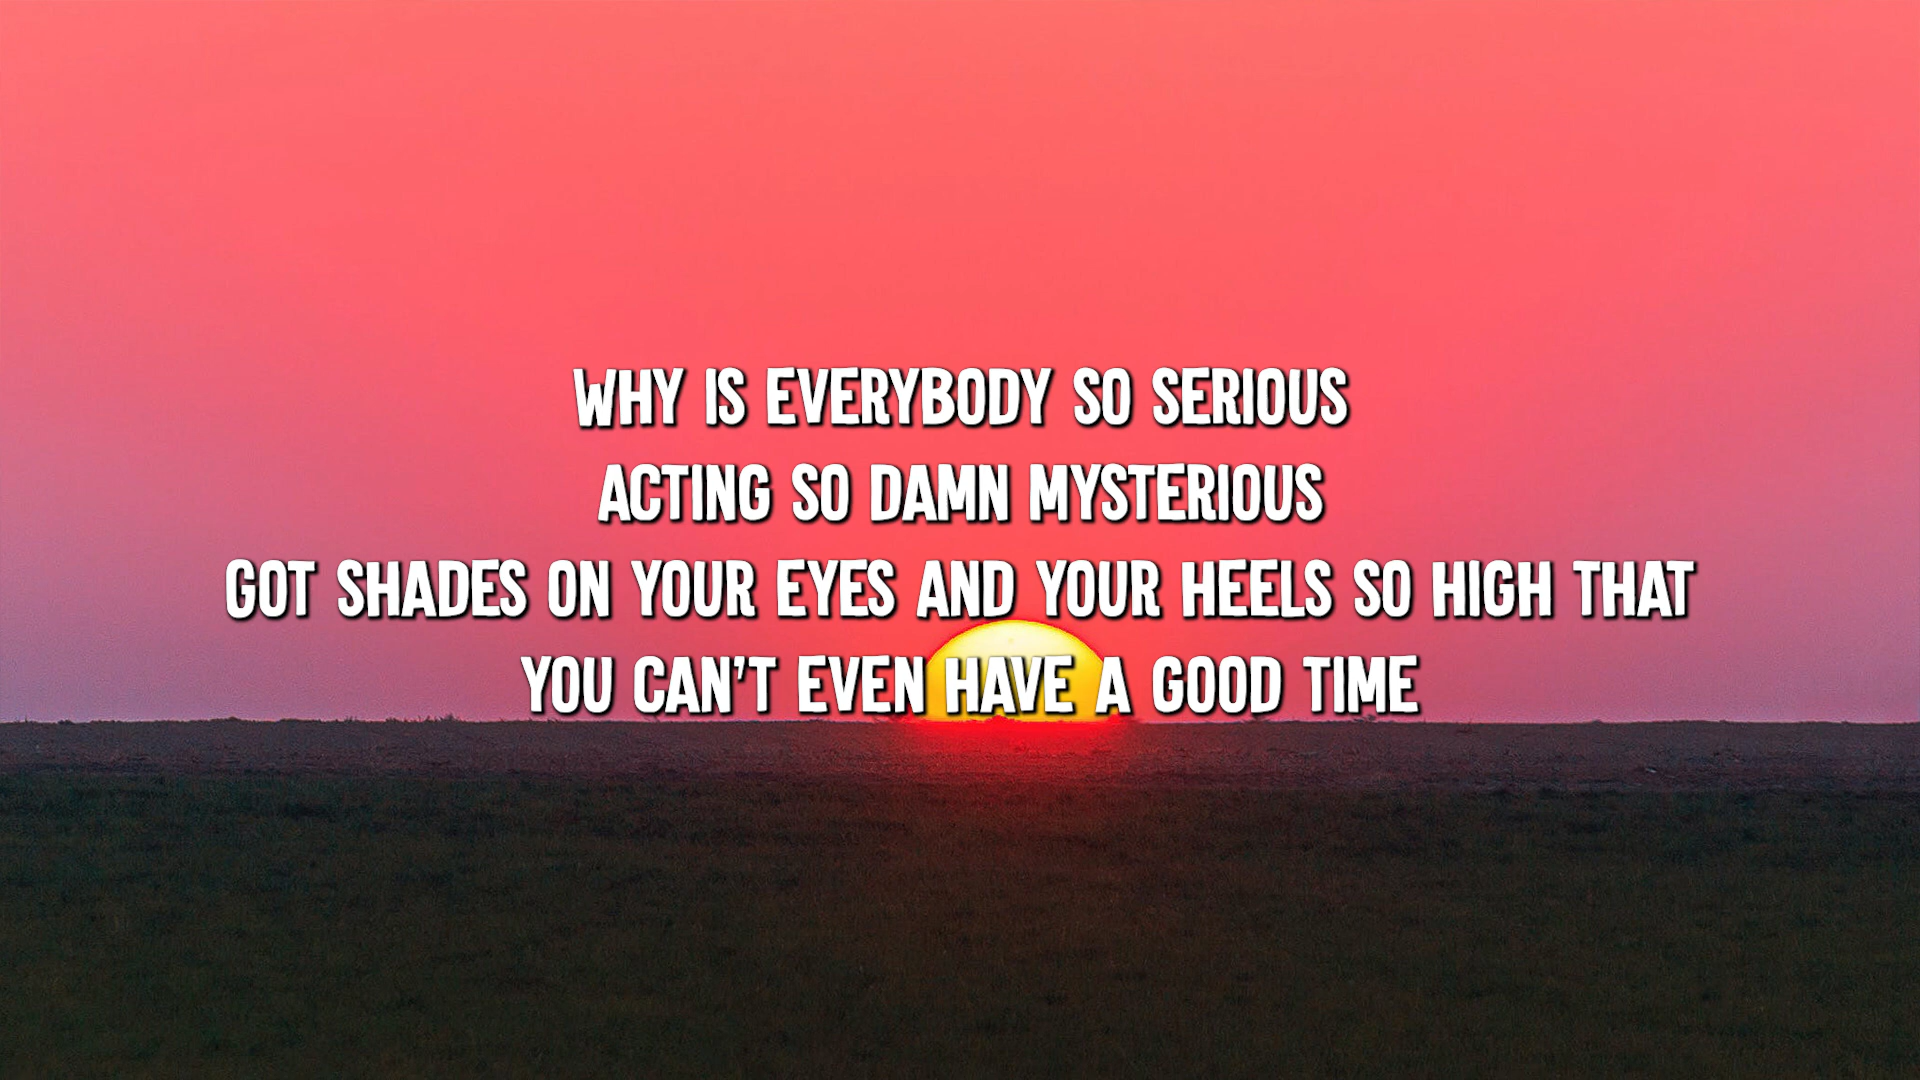 WHY IS EVERYBODY SO SERIOUS
ACTING SO DAMN MYSTERIOUS
GOT SHADES ON YOUR EYES AND YOUR HEELS SO HIGH THAT
YOU CAN'T EVEN HAVE A GOOD TIME